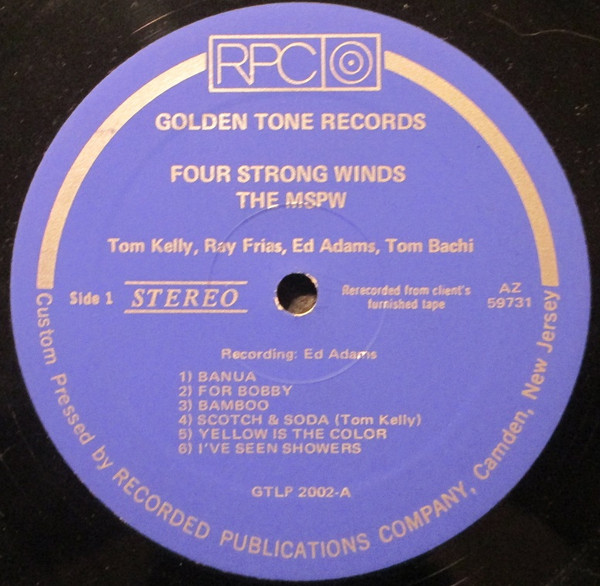 RPC
GOLDEN TONE RECORDS
FOUR STRONG WINDS
THE MSPW
Tom Kelly, Ray Frias, Ed Adams, Tom Bachi
Side 1 STEREO
Rerecorded from client's
furnished tape
AZ
59731
Recording: Ed Adams
1) BANUA
2) FOR BOBBY
3) BAMBOO
4) SCOTCH & SODA (Tom Kelly)
5) YELLOW IS THE COLOR
6) I'VE SEEN SHOWERS
GTLP 2002-A
Custom Pressed by RECORDED PUBLICATIONS COMPANY, Camden, New Jersey